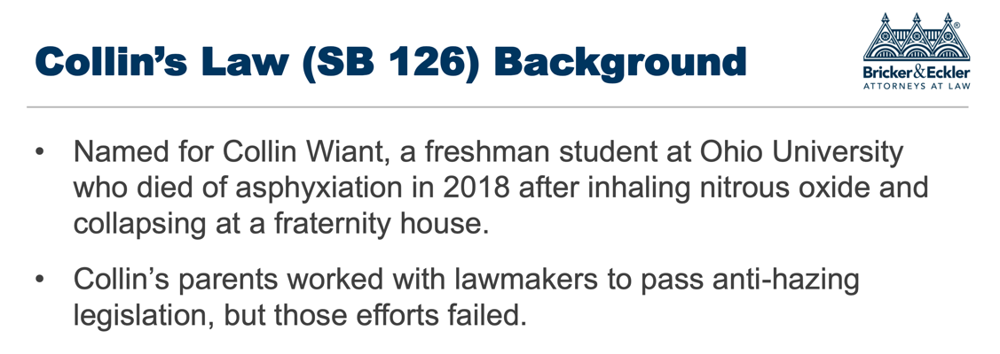 Collin’s Law (SB 126) Background
®
Bricker&Eckler
ATTORNEYS AT LAW
• Named for Collin Wiant, a freshman student at Ohio University
who died of asphyxiation in 2018 after inhaling nitrous oxide and
collapsing at a fraternity house.
• Collin’s parents worked with lawmakers to pass anti-hazing
legislation, but those efforts failed.